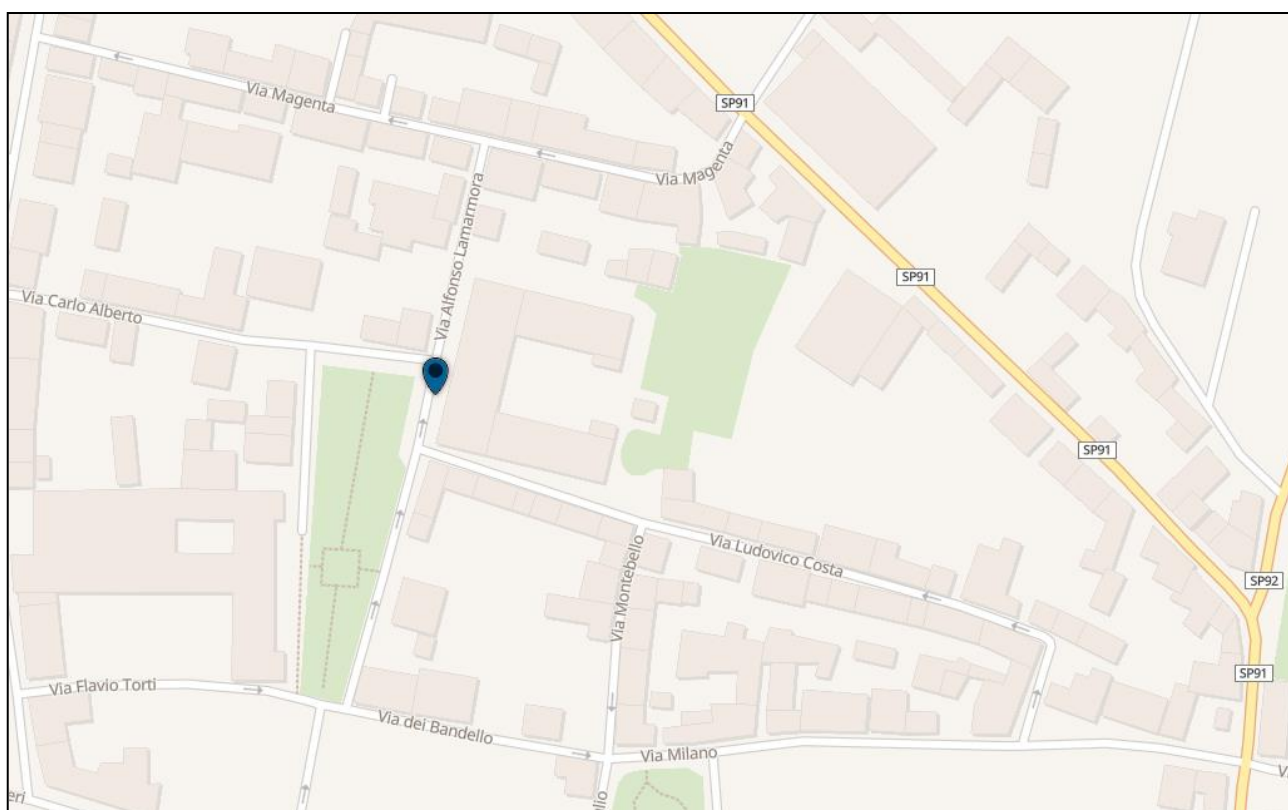 SP91
Via Magenta
Via Magenta
Via Alfonso Lamarmora
SP91
Via Carlo Alberto
SP91
Via Ludovico Costa
Via Montebello
SP92
SP91
Via Flavio Torti
Via dei Bandello
Via Milano